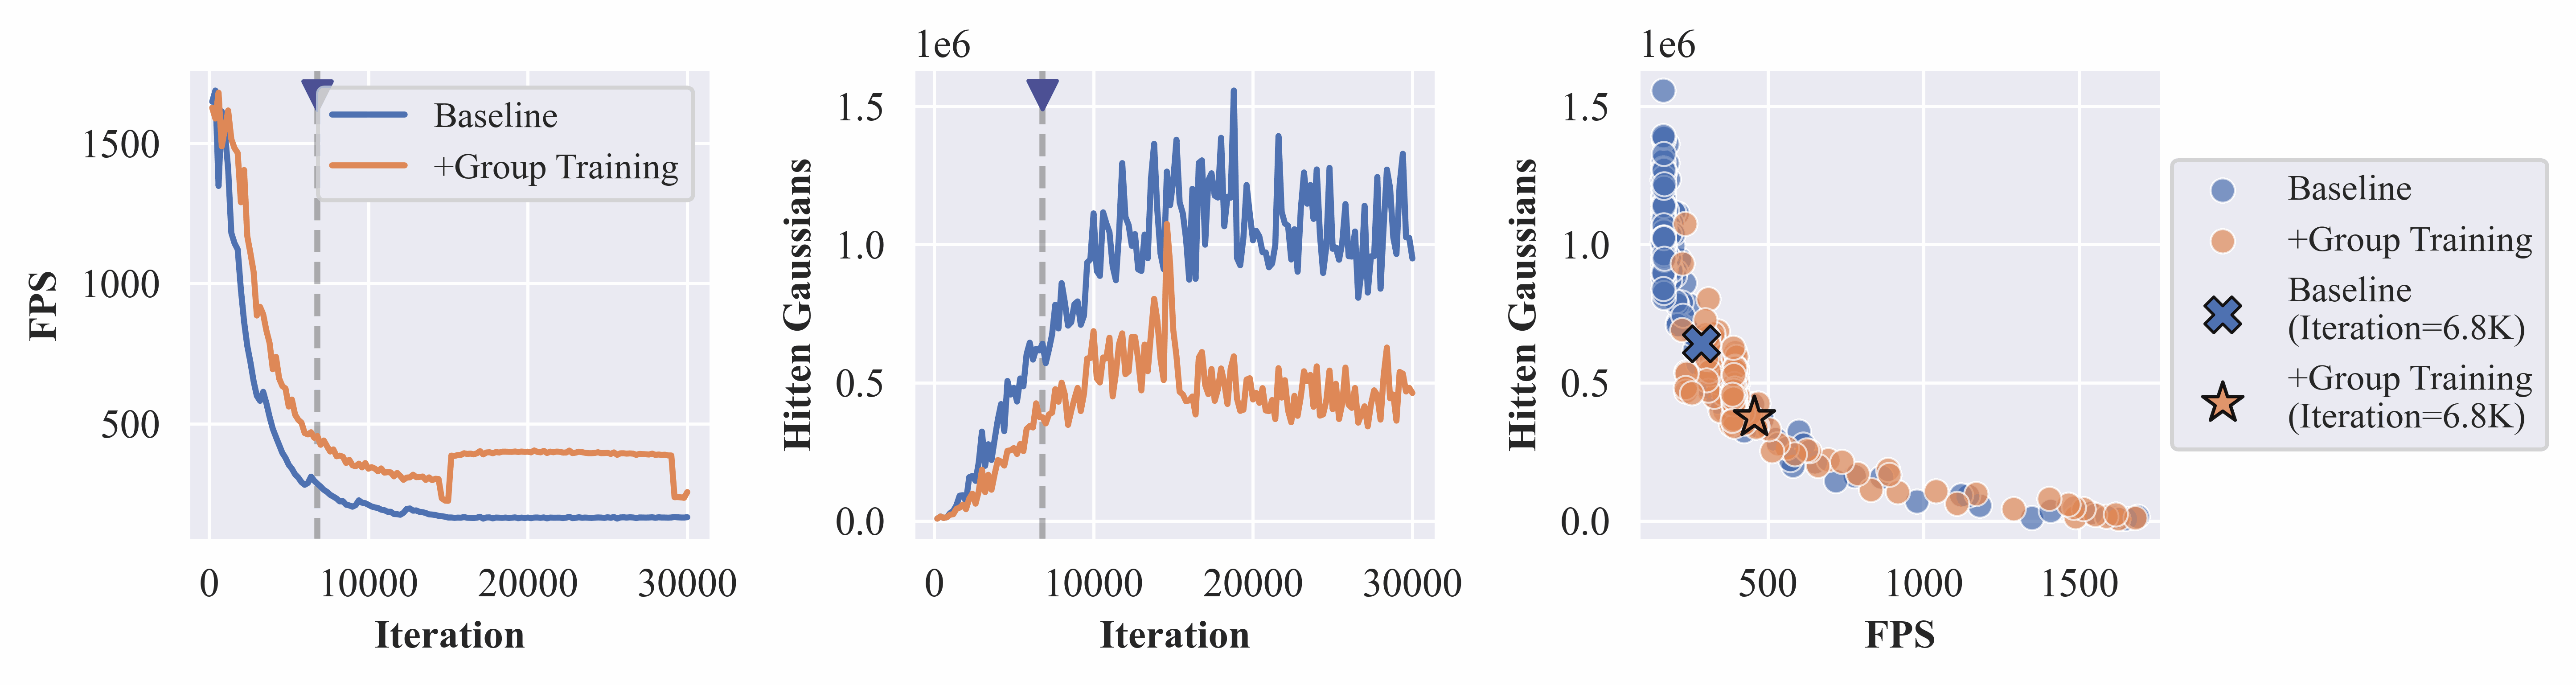 1500
1000
500
FPS
0
10000
20000
30000
Iteration
Baseline
+Group Training
1e6
1.5
1.0
0.5
0.0
Hitten Gaussians
0
10000
20000
30000
Iteration
1e6
1.5
1.0
0.5
0.0
Hitten Gaussians
500
1000
1500
FPS
Baseline
+Group Training
Baseline
(Iteration=6.8K)
+Group Training
(Iteration=6.8K)